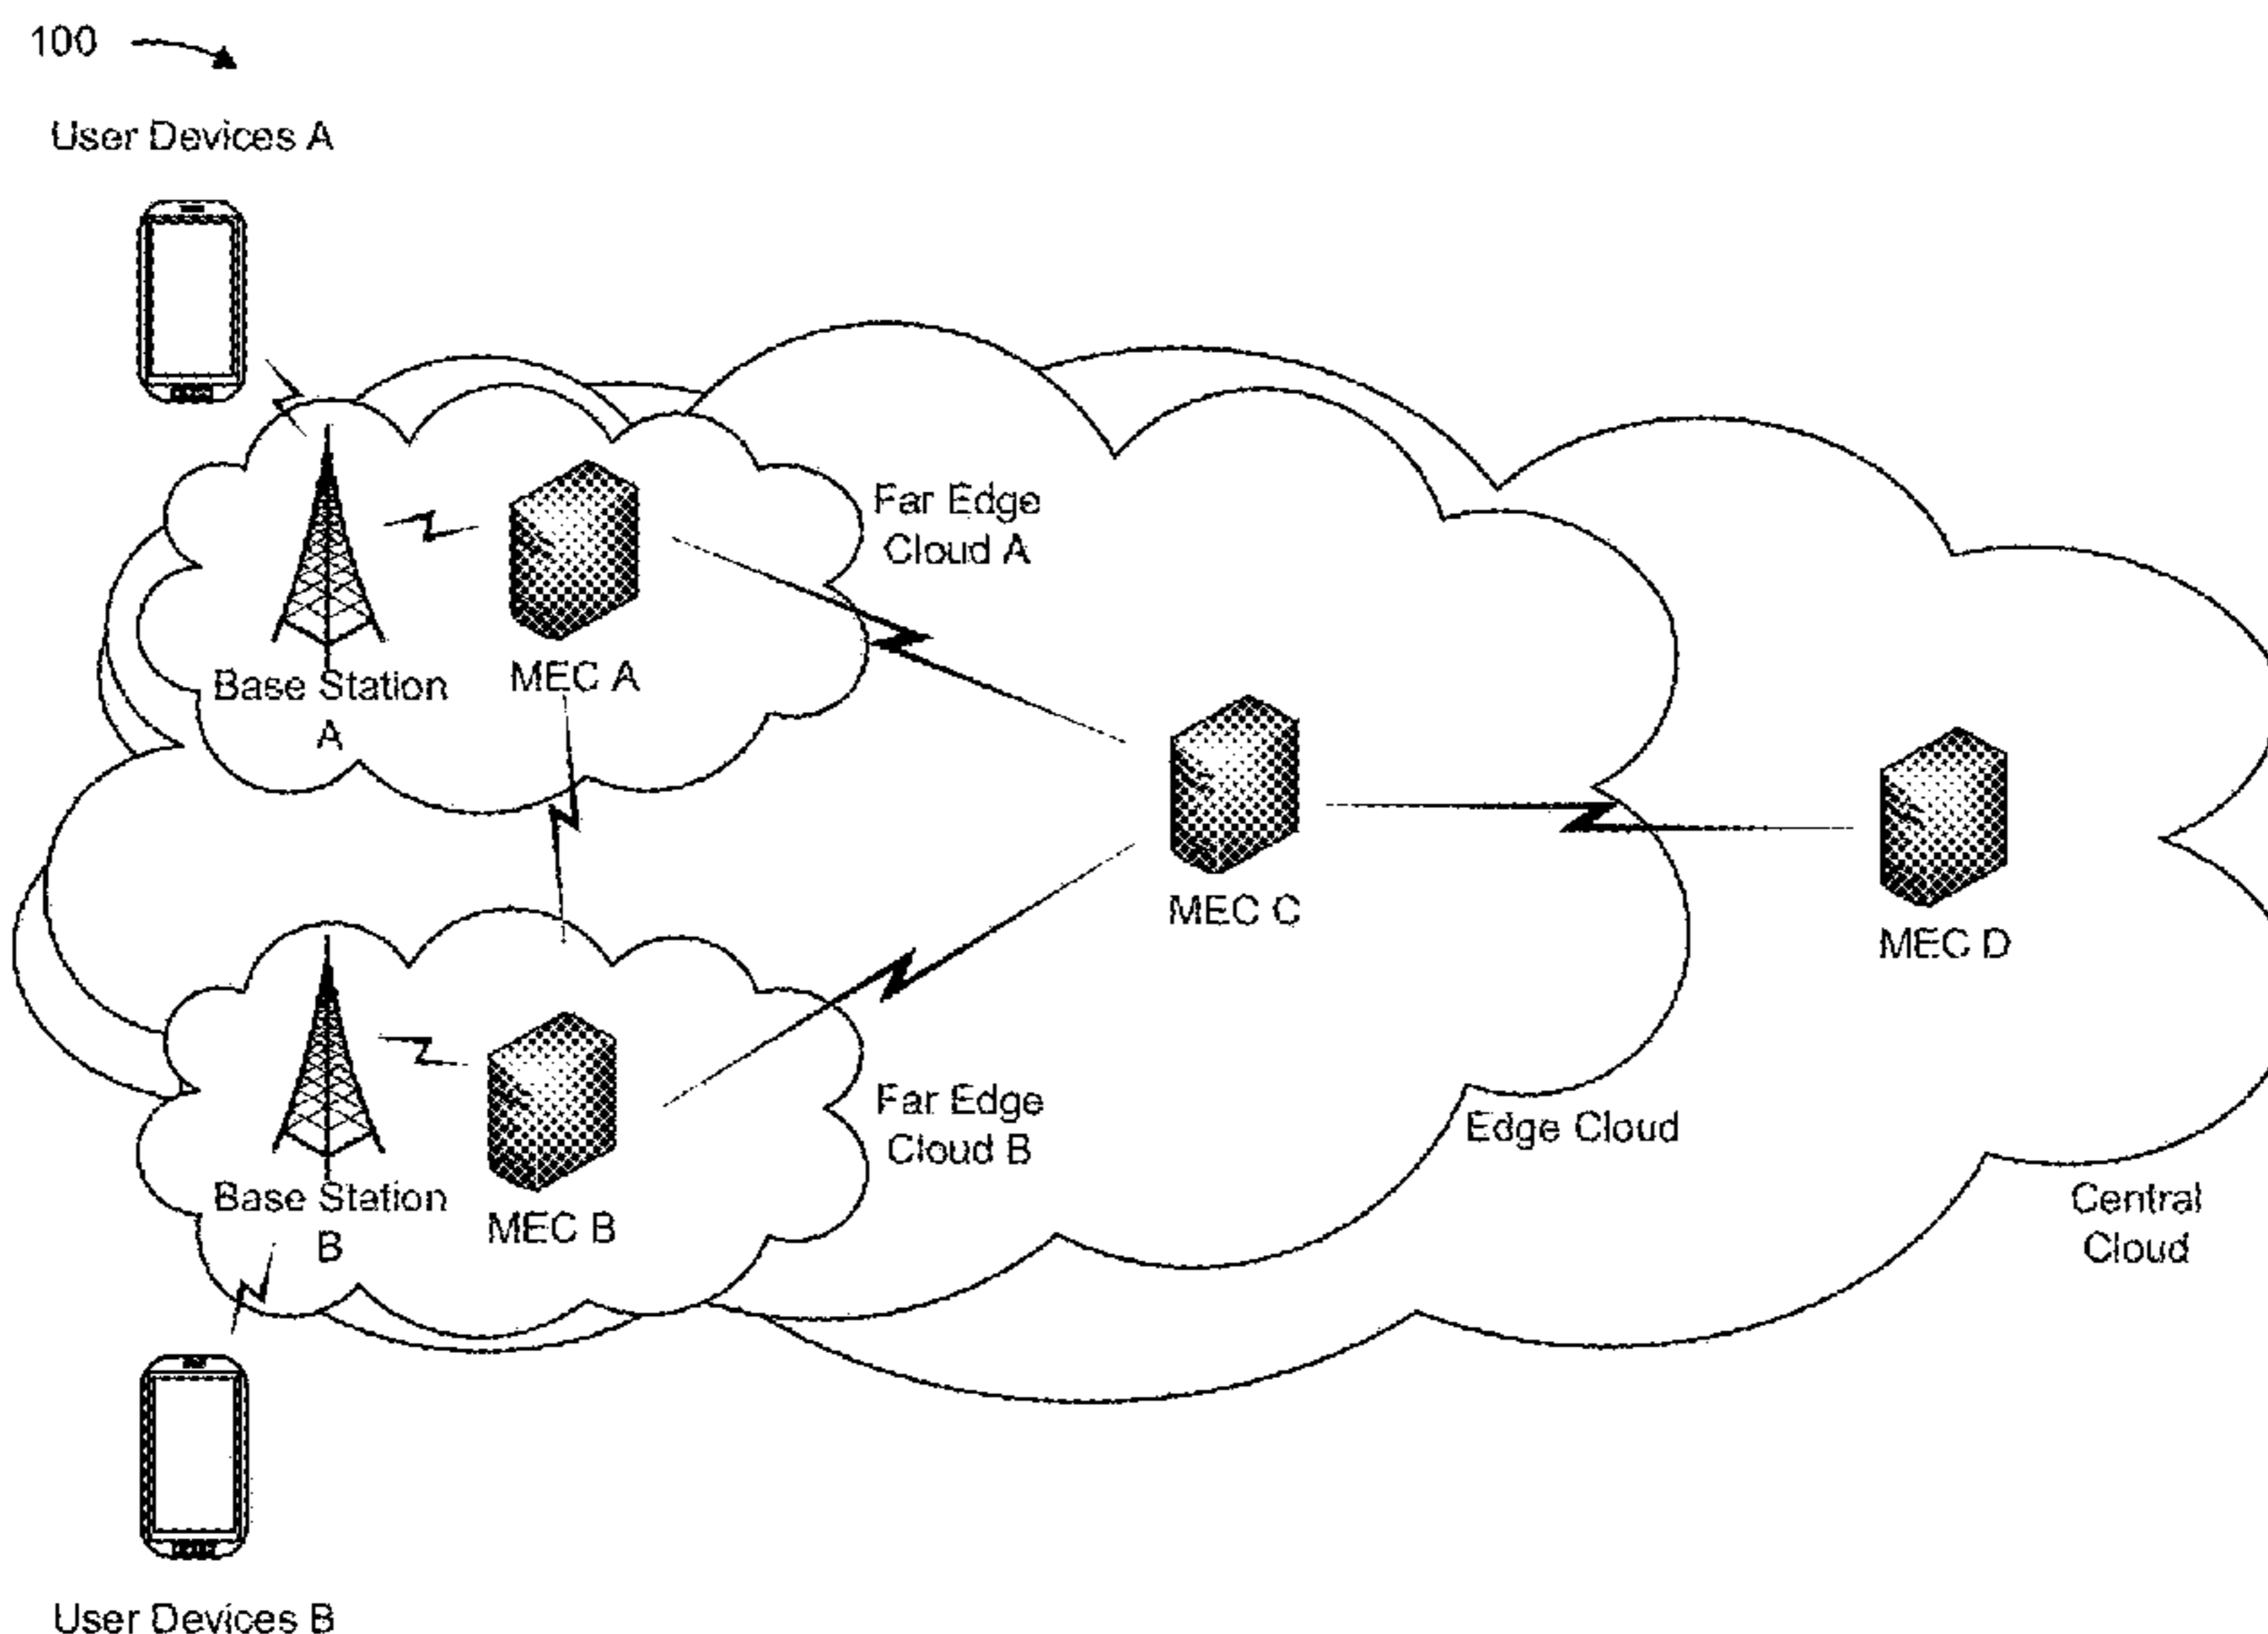 100
User Devices A
Far Edge
Cloud A
Base Station
A
MEC A
MEC C
MEC D
Far Edge
Cloud B
Edge Cloud
Base Station
B
MEC B
Central
Cloud
User Devices B